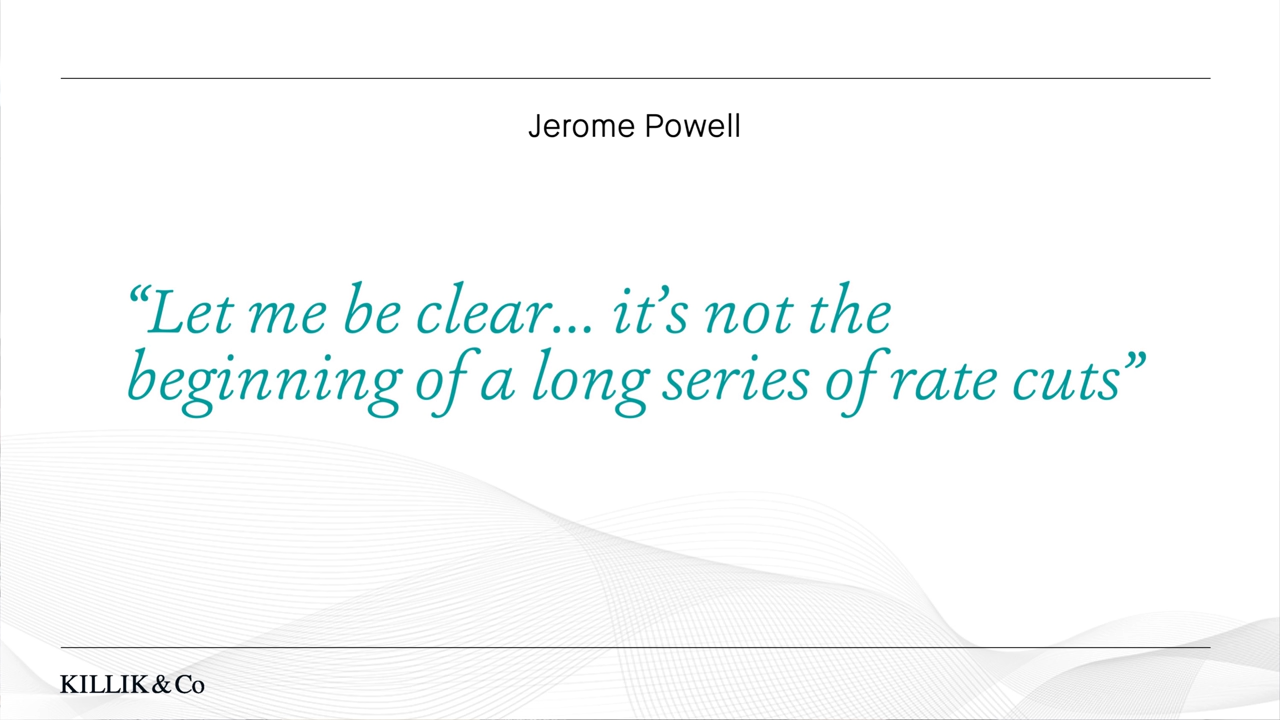 Jerome Powell
“Let me be clear... it’s not the
beginning of a long series of rate cuts”
KILLIK & Co